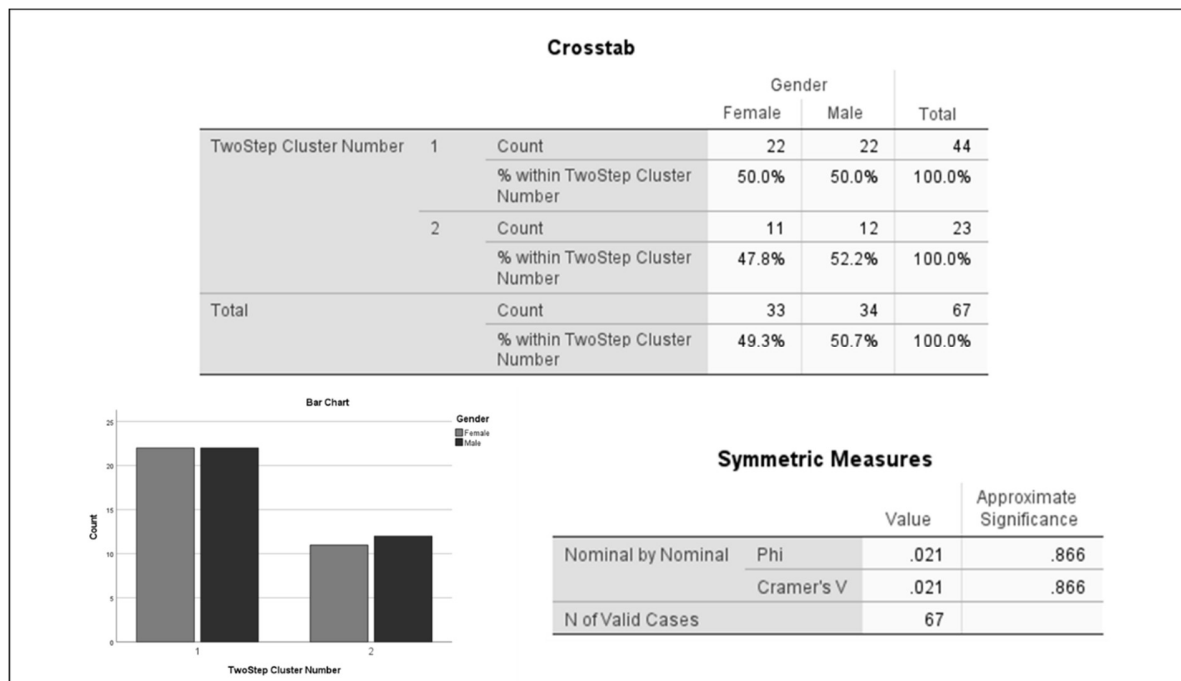 Crosstab
Gender
Female Male Total
TwoStep Cluster Number 1 Count 22 22 44
% within TwoStep Cluster 50.0% 50.0% 100.0%
Number
2 Count 11 12 23
% within TwoStep Cluster 47.8% 52.2% 100.0%
Number
Total Count 33 34 67
% within TwoStep Cluster 49.3% 50.7% 100.0%
Number
Bar Chart
Gender
Female
Male
25
20
15
10
5
0
Count
1 2
TwoStep Cluster Number
Symmetric Measures
Approximate
Value Significance
Nominal by Nominal Phi .021 .866
Cramer's V .021 .866
N of Valid Cases 67